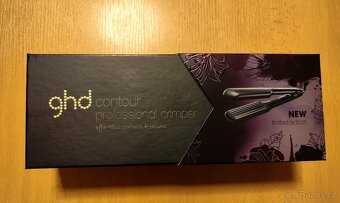 ghd contour
professional crimper
effortless texture & volume
NEW
limited edition